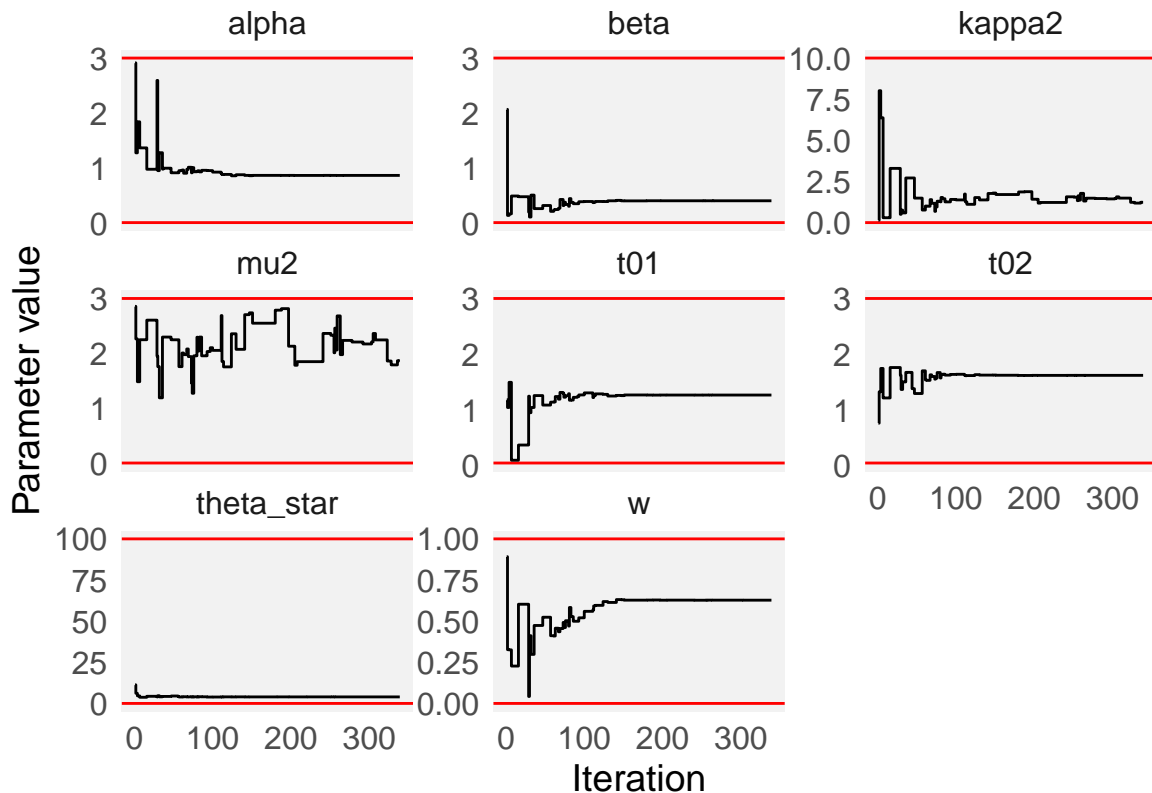 alpha beta kappa2
3 3 10.0
2 2 7.5
5.0
1 1 2.5
0 0 0.0
mu2 t01 t02
3 3 3
2 2 2
1 1 1
0 0 0
0 100 200 300
theta_star w
100 1.00
75 0.75
50 0.50
25 0.25
0 0.00
0 100 200 300 0 100 200 300
Iteration
Parameter value